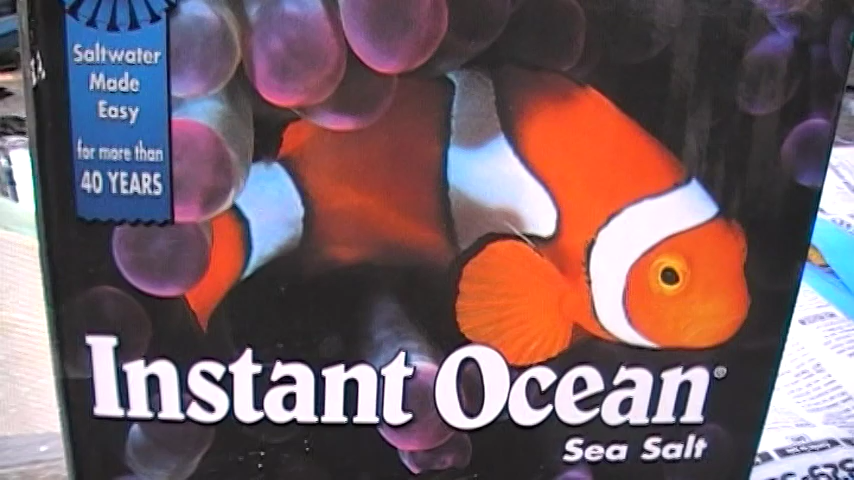 Saltwater
Made
Easy
for more than
40 YEARS
Instant Ocean®
Sea Salt